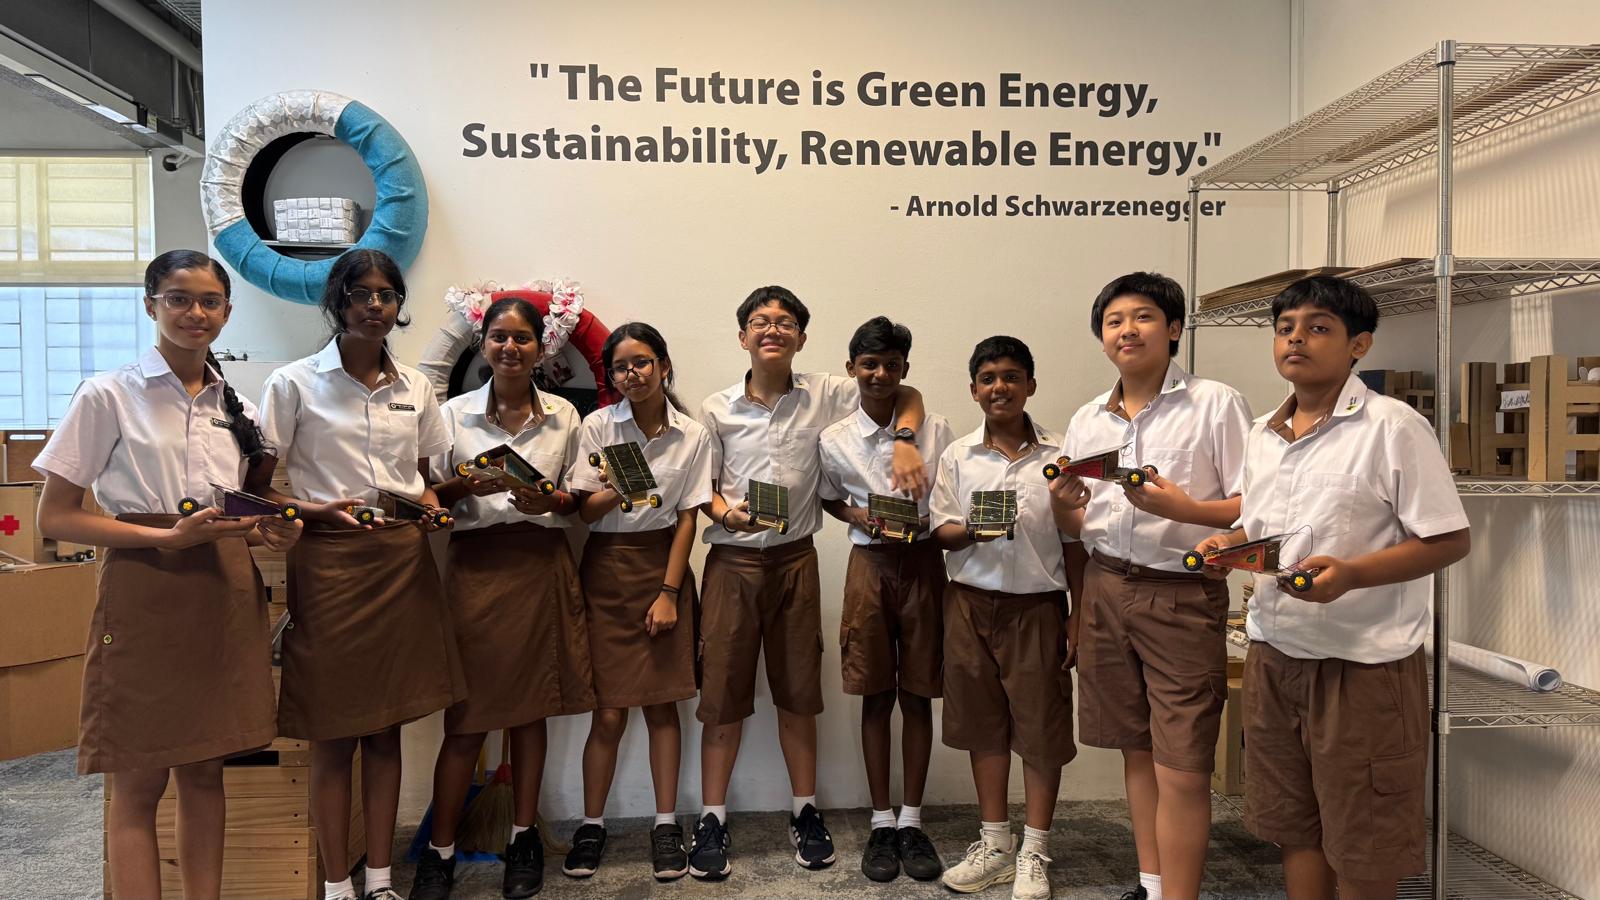 " The Future is Green Energy,
Sustainability, Renewable Energy."
- Arnold Schwarzenegger